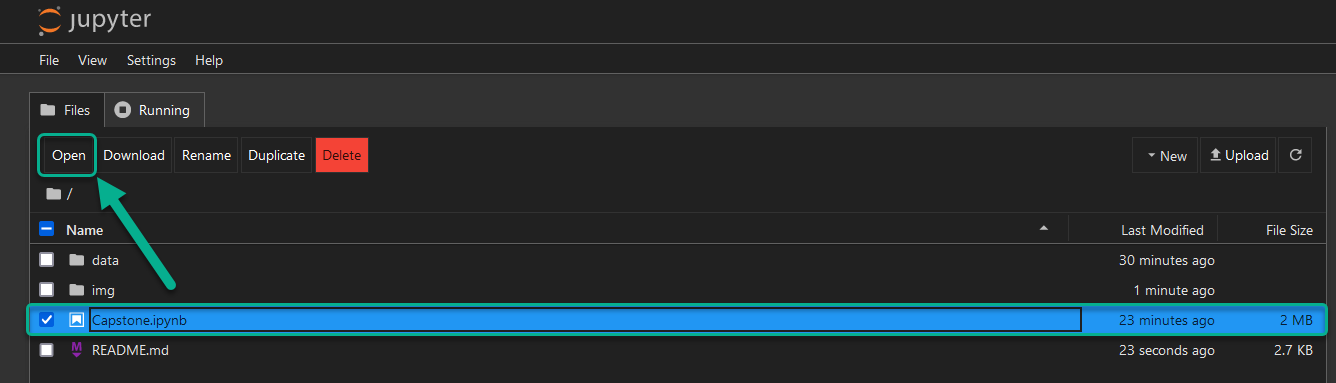 jupyter
File View Settings Help
Files Running
Open Download Rename Duplicate Delete New Upload
/
Name Last Modified File Size
data 30 minutes ago
img 1 minute ago
Capstone.ipynb 23 minutes ago 2 MB
M README.md 23 seconds ago 2.7 KB